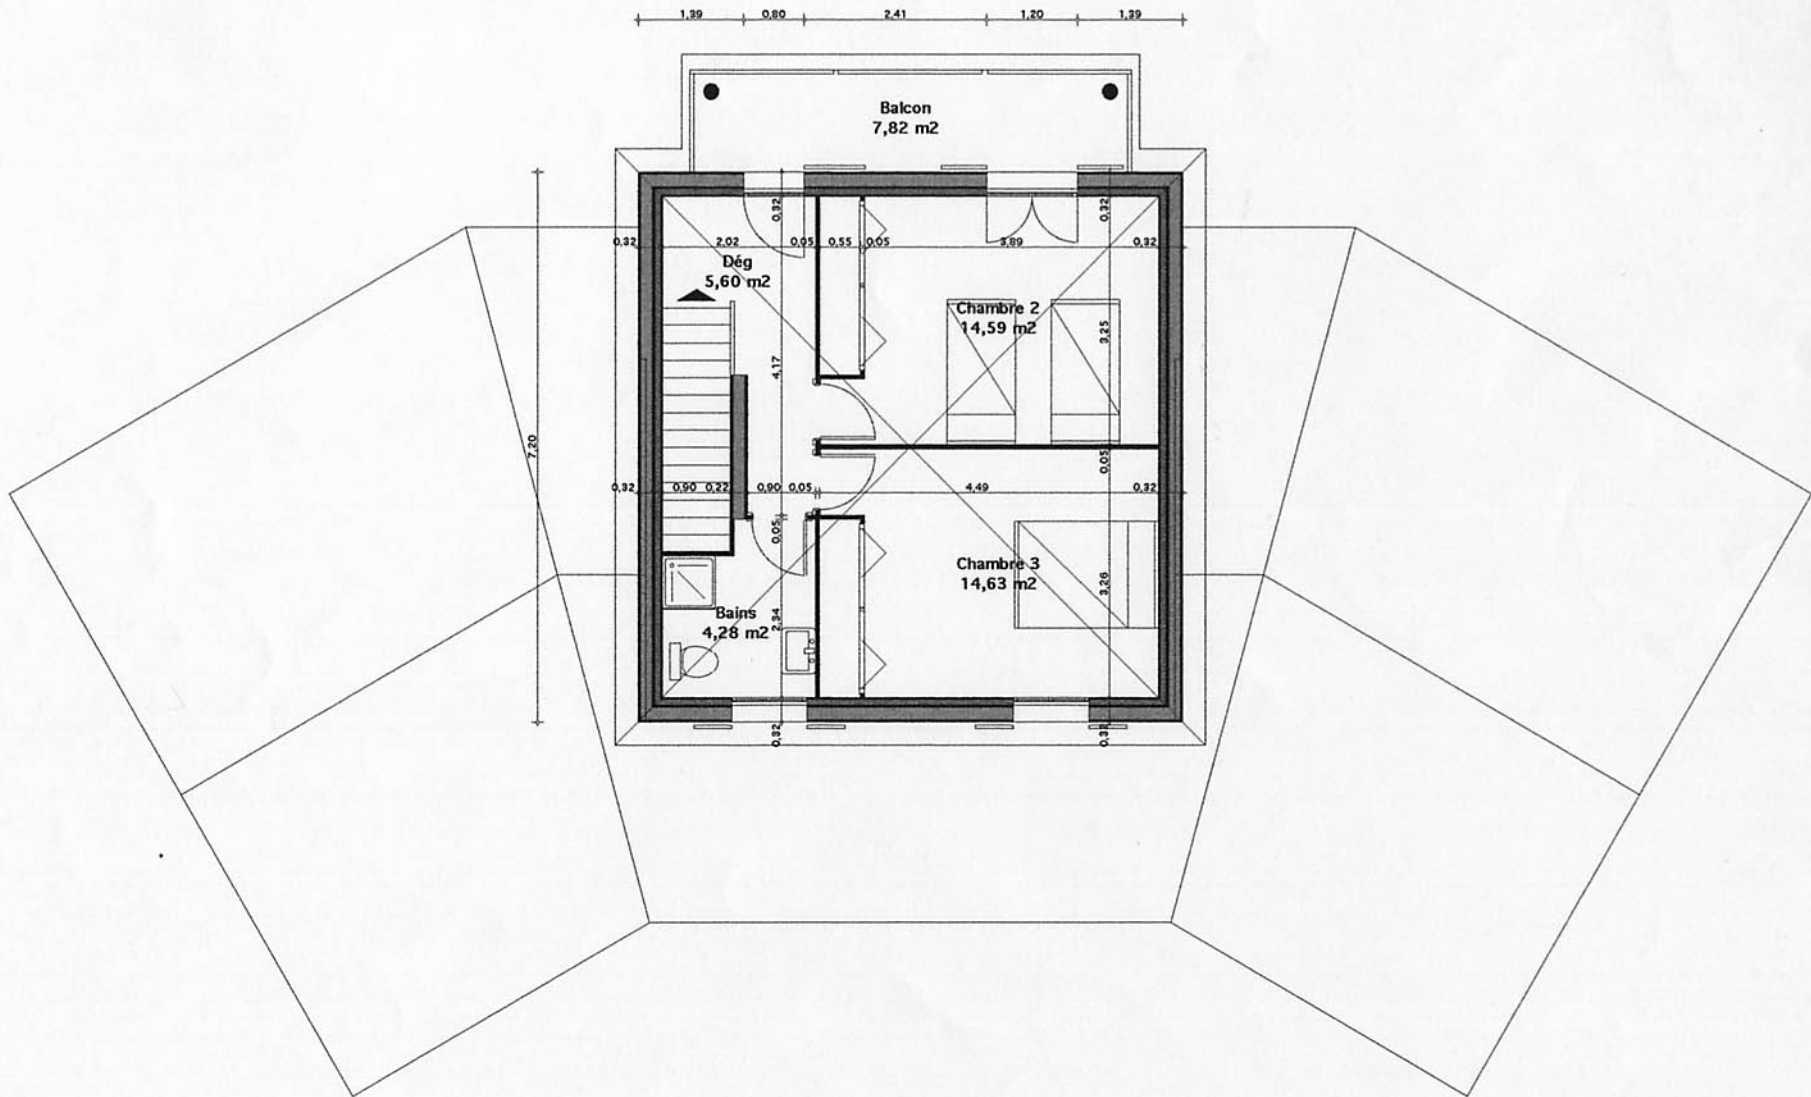 1,39 0,80 2,41 1,20 1,39
Balcon
7,82 m2
0,32 0,32
0,32 2,02 0,05 0,55 0,05 3,89 0,32
Dég
5,60 m2
Chambre 2
14,59 m2
3,25
4,17
7,20
0,05
0,32 0,90 0,22 0,90 0,05 4,49 0,32
0,05
Chambre 3
14,63 m2
3,26
Bains
4,28 m2
2,34
0,32 0,32